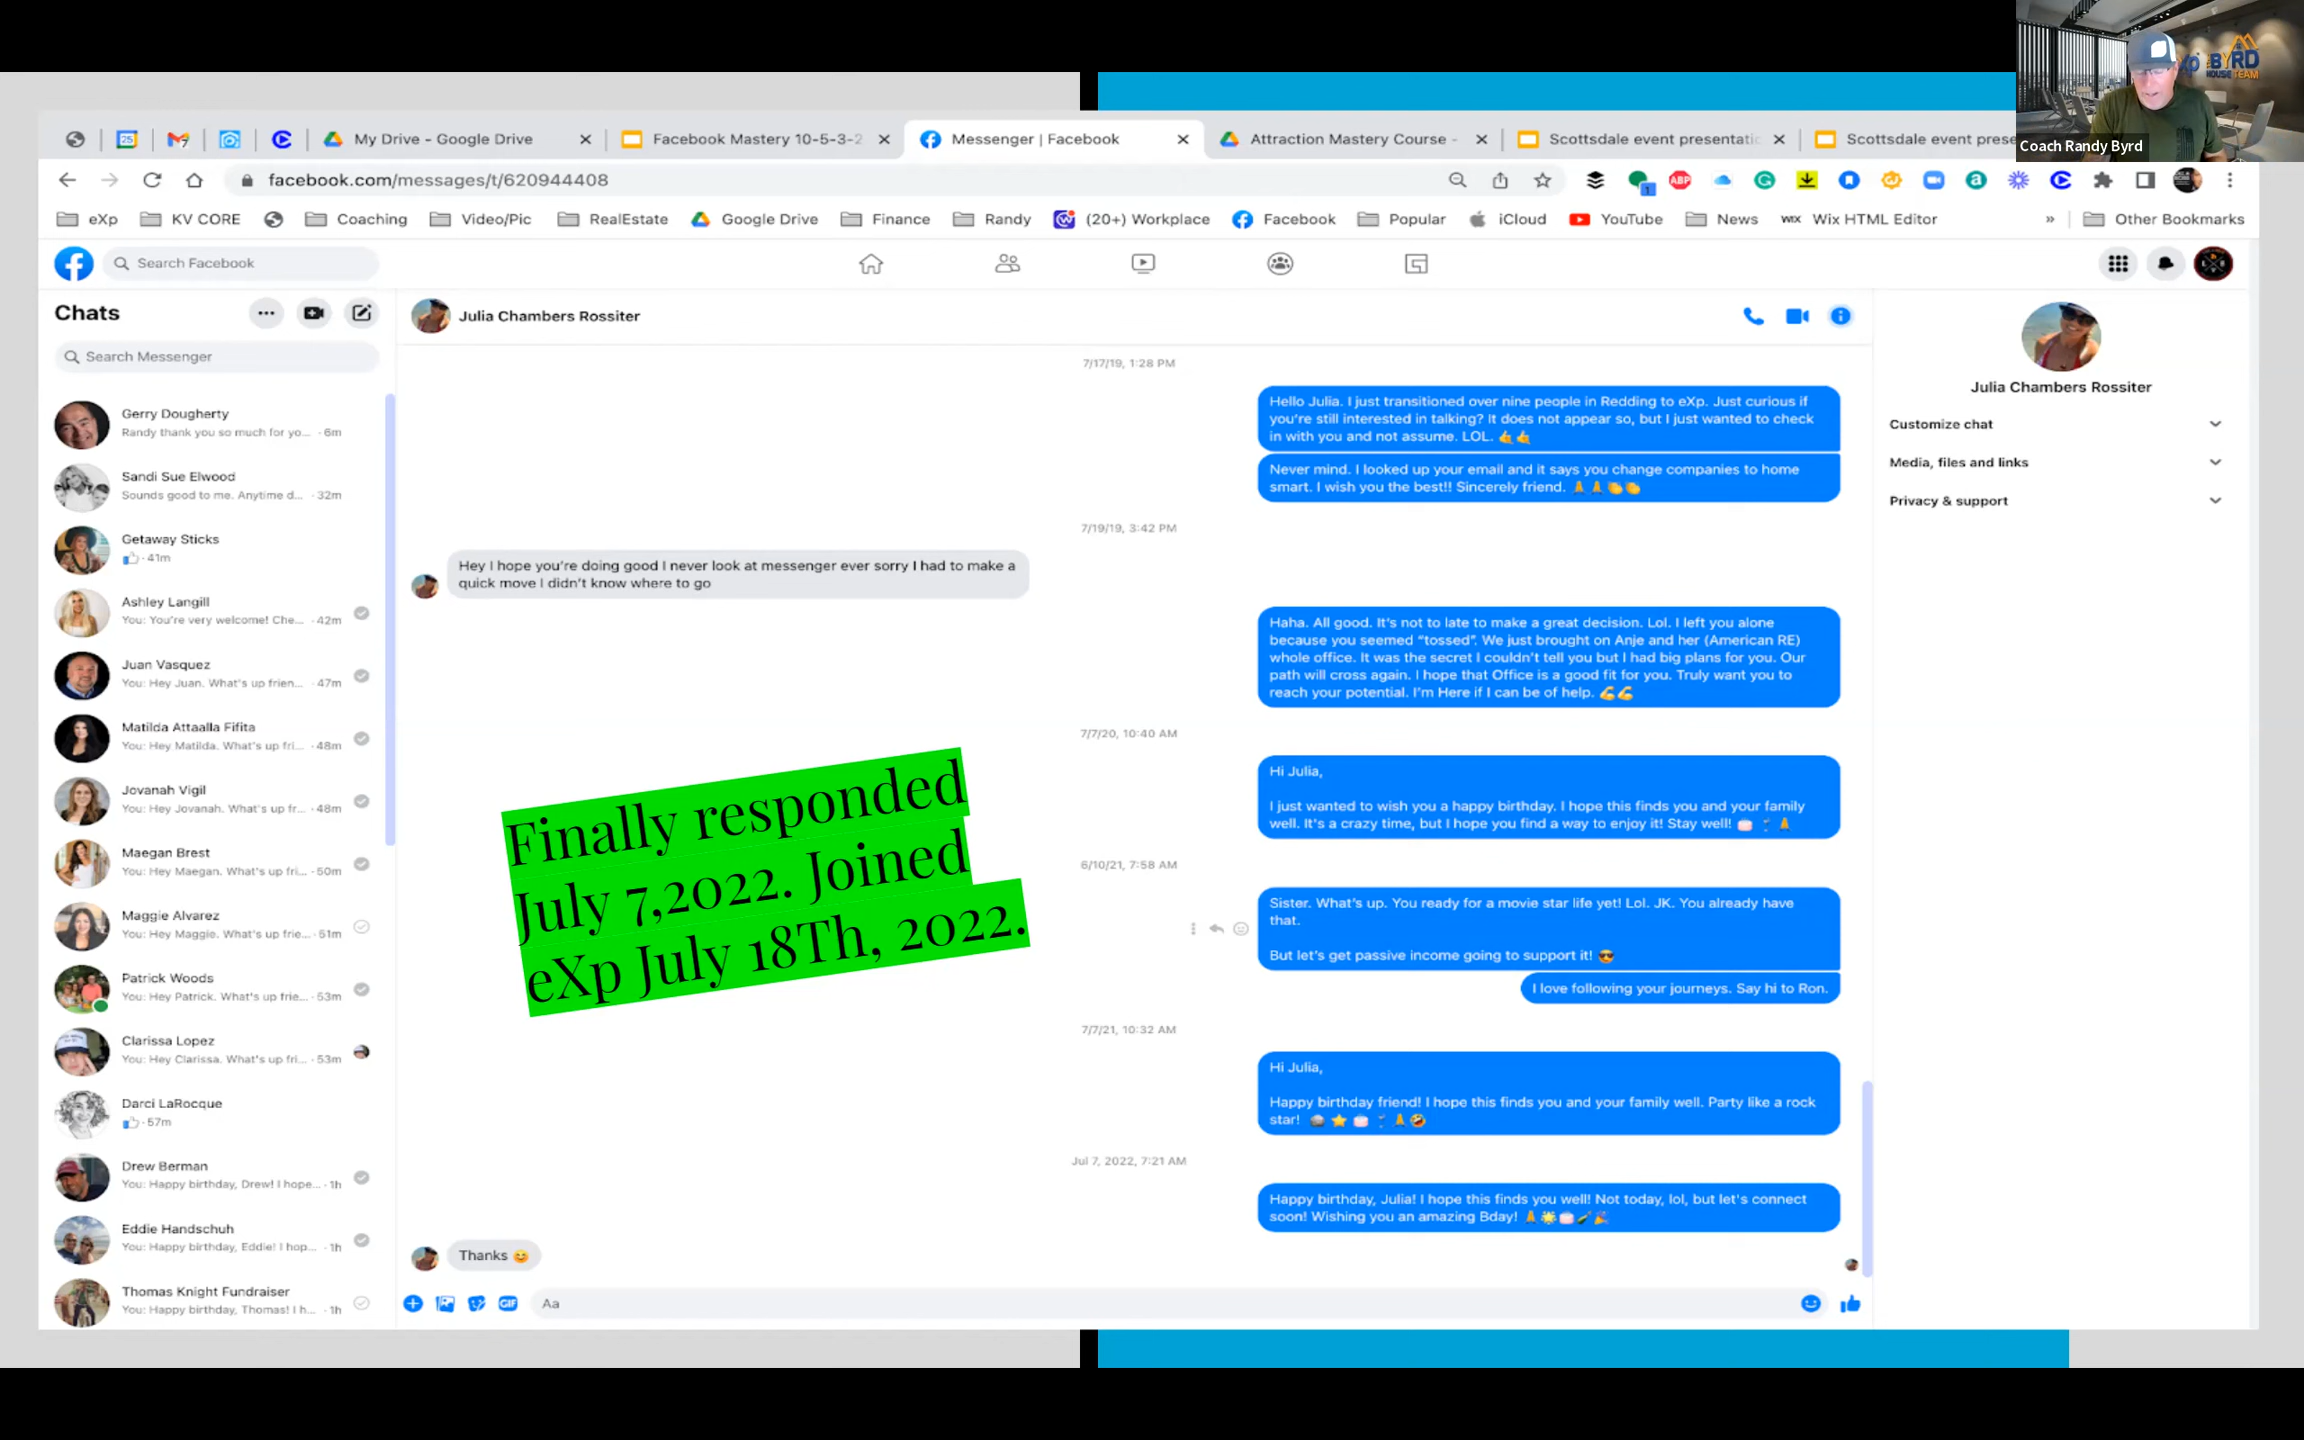 Coach Randy Byrd
BYRD
HOUSE TEAM
My Drive - Google Drive
Facebook Mastery 10-5-3-2
Messenger | Facebook
Attraction Mastery Course -
Scottsdale event presentatic
Scottsdale event prese
facebook.com/messages/t/620944408
eXp
KV CORE
Coaching
Video/Pic
RealEstate
Google Drive
Finance
Randy
(20+) Workplace
Facebook
Popular
iCloud
YouTube
News
WIX Wix HTML Editor
» Other Bookmarks
Search Facebook
Chats
Search Messenger
Gerry Dougherty
Randy thank you so much for yo... · 6m
Sandi Sue Elwood
Sounds good to me. Anytime d... · 32m
Getaway Sticks
· 41m
Ashley Langill
You: You're very welcome! Che... · 42m
Juan Vasquez
You: Hey Juan. What's up frien... · 47m
Matilda Attaalla Fifita
You: Hey Matilda. What's up fri... · 48m
Jovanah Vigil
You: Hey Jovanah. What's up fr... · 48m
Maegan Brest
You: Hey Maegan. What's up fri... · 50m
Maggie Alvarez
You: Hey Maggie. What's up frie... · 51m
Patrick Woods
You: Hey Patrick. What's up frie... · 53m
Clarissa Lopez
You: Hey Clarissa. What's up fri... · 53m
Darci LaRocque
· 57m
Drew Berman
You: Happy birthday, Drew! I hope... · 1h
Eddie Handschuh
You: Happy birthday, Eddie! I hop... · 1h
Thomas Knight Fundraiser
You: Happy birthday, Thomas! I h... · 1h
Julia Chambers Rossiter
7/17/19, 1:28 PM
Hello Julia. I just transitioned over nine people in Redding to eXp. Just curious if
you're still interested in talking? It does not appear so, but I just wanted to check
in with you and not assume. LOL. 🤙🤙
Never mind. I looked up your email and it says you change companies to home
smart. I wish you the best!! Sincerely friend. 🙏🙏👏👏
7/19/19, 3:42 PM
Hey I hope you're doing good I never look at messenger ever sorry I had to make a
quick move I didn't know where to go
Haha. All good. It's not to late to make a great decision. Lol. I left you alone
because you seemed "tossed". We just brought on Anje and her (American RE)
whole office. It was the secret I couldn't tell you but I had big plans for you. Our
path will cross again. I hope that Office is a good fit for you. Truly want you to
reach your potential. I'm Here if I can be of help. 💪💪
7/7/20, 10:40 AM
Hi Julia,
I just wanted to wish you a happy birthday. I hope this finds you and your family
well. It's a crazy time, but I hope you find a way to enjoy it! Stay well!
6/10/21, 7:58 AM
Sister. What's up. You ready for a movie star life yet! Lol. JK. You already have
that.
But let's get passive income going to support it! 😎
I love following your journeys. Say hi to Ron.
7/7/21, 10:32 AM
Hi Julia,
Happy birthday friend! I hope this finds you and your family well. Party like a rock
star!
Jul 7, 2022, 7:21 AM
Happy birthday, Julia! I hope this finds you well! Not today, lol, but let's connect
soon! Wishing you an amazing Bday!
Thanks 😊
GIF
Aa
Finally responded
July 7,2022. Joined
eXp July 18Th, 2022.
Julia Chambers Rossiter
Customize chat
Media, files and links
Privacy & support